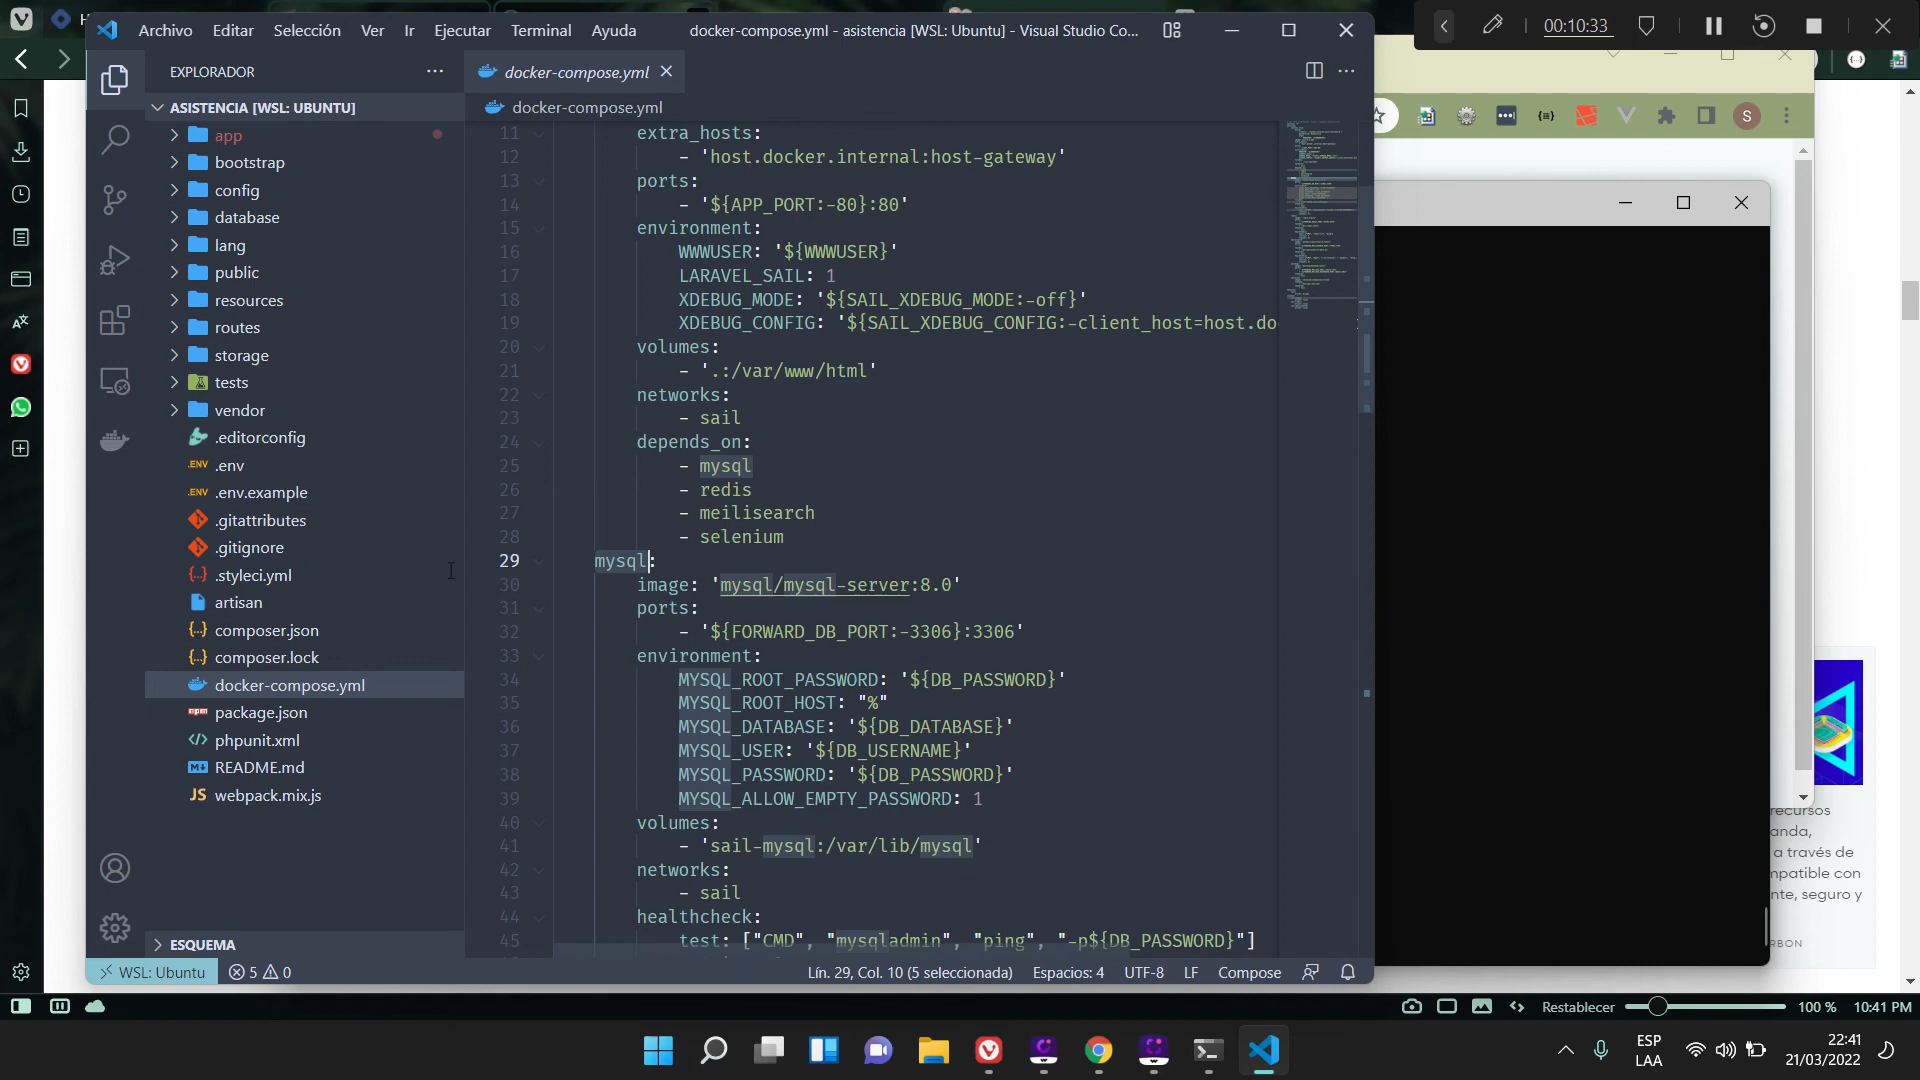 Archivo Editar Selección Ver Ir Ejecutar Terminal Ayuda
docker-compose.yml - asistencia [WSL: Ubuntu] - Visual Studio Co...
00:10:33
EXPLORADOR
docker-compose.yml
ASISTENCIA [WSL: UBUNTU]
docker-compose.yml
app
bootstrap
config
database
lang
public
resources
routes
storage
tests
vendor
.editorconfig
.ENV .env
.ENV .env.example
.gitattributes
.gitignore
.styleci.yml
artisan
composer.json
composer.lock
docker-compose.yml
npm package.json
phpunit.xml
README.md
JS webpack.mix.js
ESQUEMA
11 extra_hosts:
12 - 'host.docker.internal:host-gateway'
13 ports:
14 - '${APP_PORT:-80}:80'
15 environment:
16 WWWUSER: '${WWWUSER}'
17 LARAVEL_SAIL: 1
18 XDEBUG_MODE: '${SAIL_XDEBUG_MODE:-off}'
19 XDEBUG_CONFIG: '${SAIL_XDEBUG_CONFIG:-client_host=host.do
20 volumes:
21 - '.:/var/www/html'
22 networks:
23 - sail
24 depends_on:
25 - mysql
26 - redis
27 - meilisearch
28 - selenium
29 mysql:
30 image: 'mysql/mysql-server:8.0'
31 ports:
32 - '${FORWARD_DB_PORT:-3306}:3306'
33 environment:
34 MYSQL_ROOT_PASSWORD: '${DB_PASSWORD}'
35 MYSQL_ROOT_HOST: "%"
36 MYSQL_DATABASE: '${DB_DATABASE}'
37 MYSQL_USER: '${DB_USERNAME}'
38 MYSQL_PASSWORD: '${DB_PASSWORD}'
39 MYSQL_ALLOW_EMPTY_PASSWORD: 1
40 volumes:
41 - 'sail-mysql:/var/lib/mysql'
42 networks:
43 - sail
44 healthcheck:
45 test: ["CMD", "mysqladmin", "ping", "-p${DB_PASSWORD}"]
S
recursos
anda,
a través de
mpatible con
nte, seguro y
RBON
WSL: Ubuntu 5 0
Lín. 29, Col. 10 (5 seleccionada) Espacios: 4 UTF-8 LF Compose
Restablecer 100 % 10:41 PM
ESP
LAA
22:41
21/03/2022